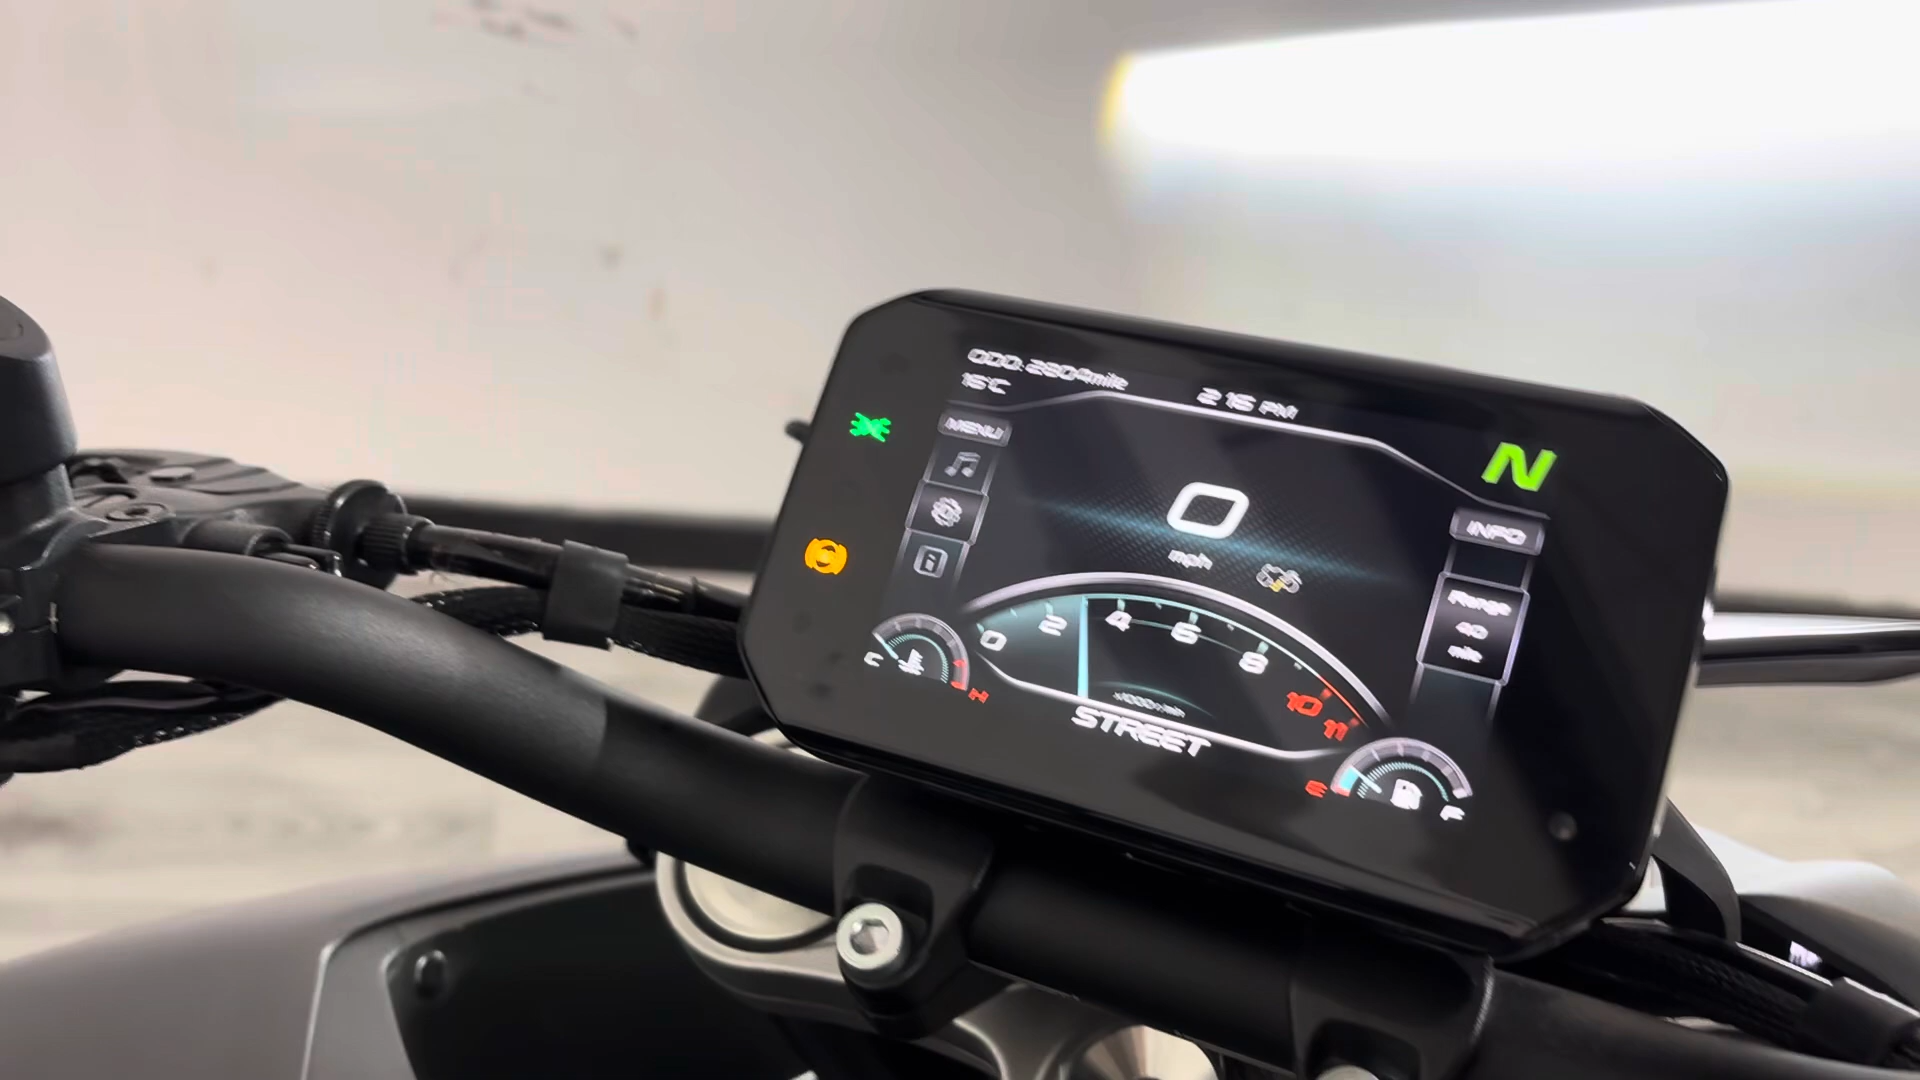 ODO: 2804mile
16°C
2:16 PM
N
MENU
INFO
0
mph
Range
40
mile
0 2 4 6 8 10 11
C
H
STREET
E
F